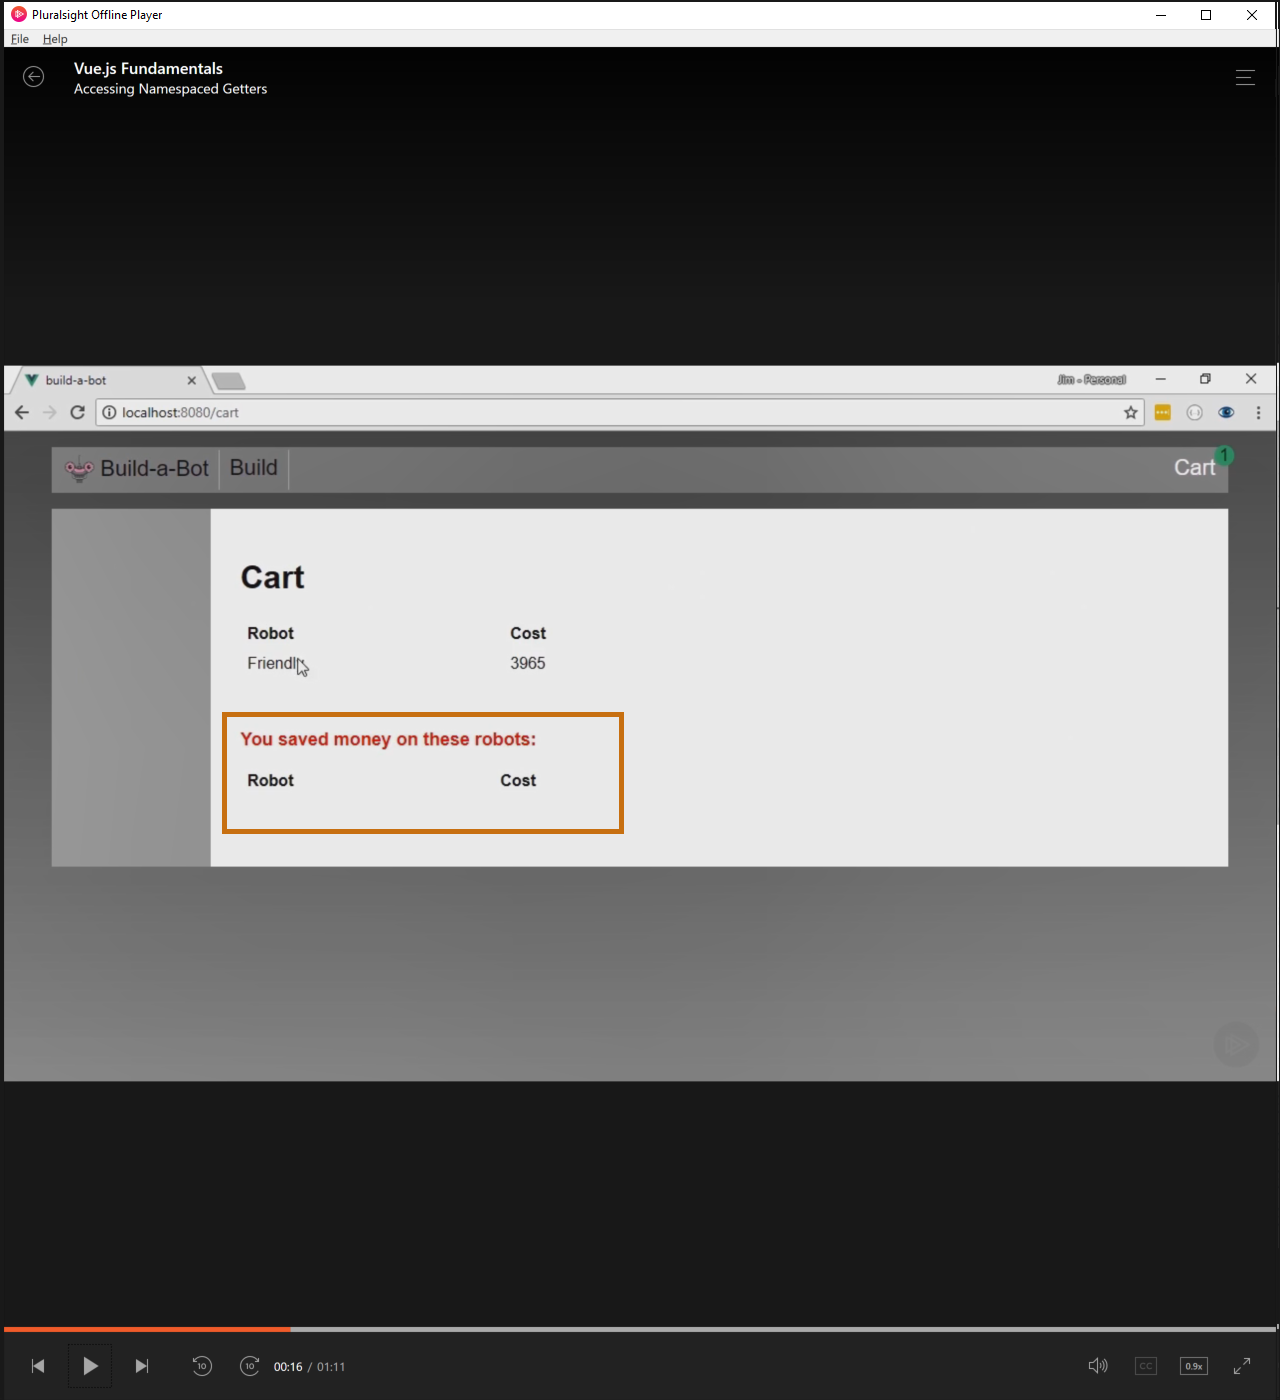 Pluralsight Offline Player
File Help
Vue.js Fundamentals
Accessing Namespaced Getters
build-a-bot
Jim - Personal
localhost:8080/cart
Build-a-Bot Build Cart 1
Cart
Robot Cost
Friendly 3965
You saved money on these robots:
Robot Cost
10 10 00:16 / 01:11 CC 0.9x